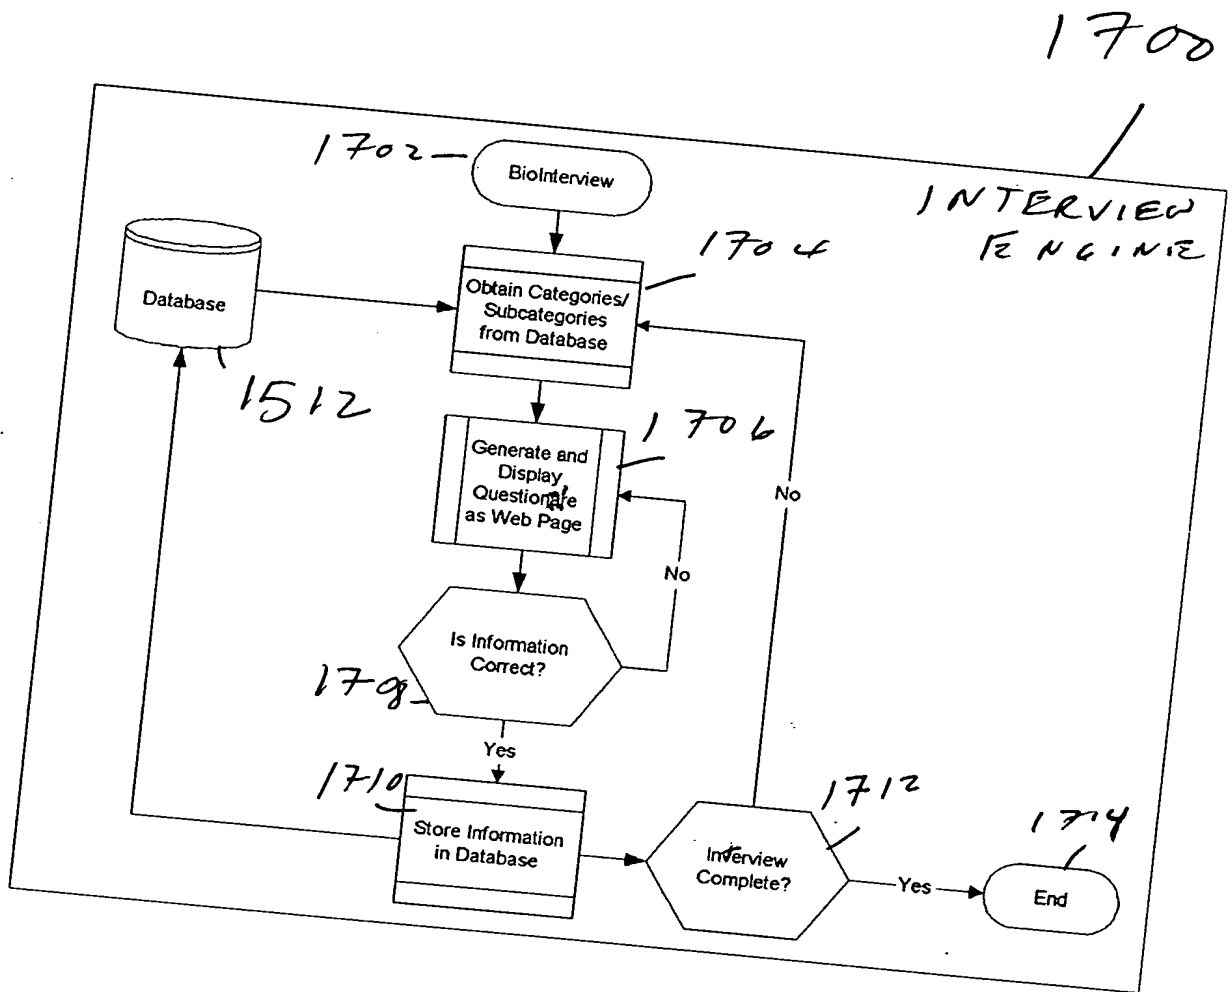 1700
INTERVIEW
ENGINE
1702
BioInterview
1704
Obtain Categories/
Subcategories
from Database
Database
1512
1706
Generate and
Display
Questionaire
as Web Page
No
No
Is Information
Correct?
1708
Yes
1710
Store Information
in Database
1712
Interview
Complete?
Yes
1714
End